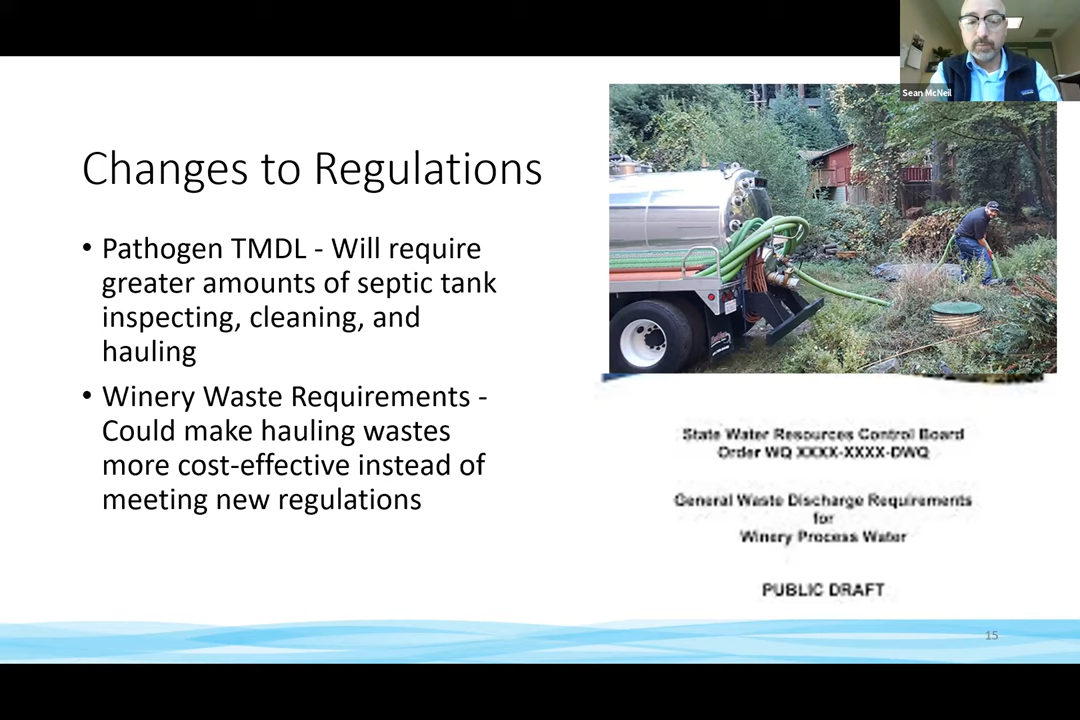 Sean McNeil
Changes to Regulations
• Pathogen TMDL - Will require
greater amounts of septic tank
inspecting, cleaning, and
hauling
• Winery Waste Requirements -
Could make hauling wastes
more cost-effective instead of
meeting new regulations
State Water Resources Control Board
Order WQ XXXX-XXXX-DWQ
General Waste Discharge Requirements
for
Winery Process Water
PUBLIC DRAFT
15